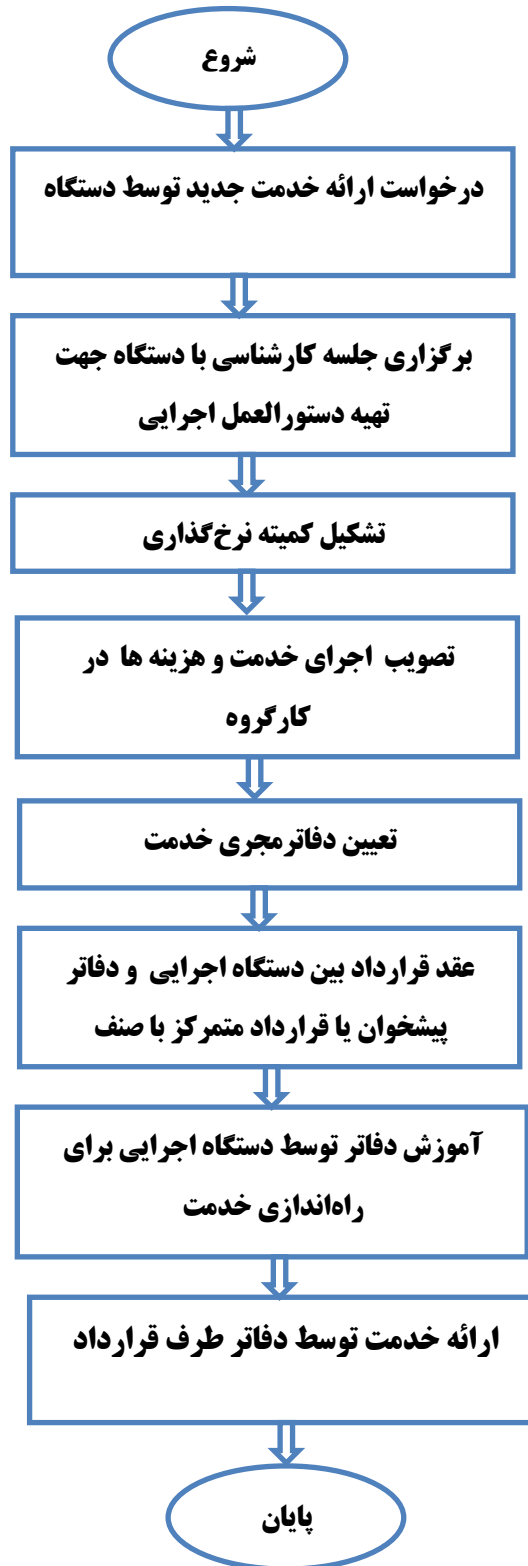 شروع
درخواست ارائه خدمت جدید توسط دستگاه
برگزاری جلسه کارشناسی با دستگاه جهت
تهیه دستورالعمل اجرایی
تشکیل کمیته نرخ‌گذاری
تصویب اجرای خدمت و هزینه ها در
کارگروه
تعیین دفاترمجری خدمت
عقد قرارداد بین دستگاه اجرایی و دفاتر
پیشخوان یا قرارداد متمرکز با صنف
آموزش دفاتر توسط دستگاه اجرایی برای
راه‌اندازی خدمت
ارائه خدمت توسط دفاتر طرف قرارداد
پایان